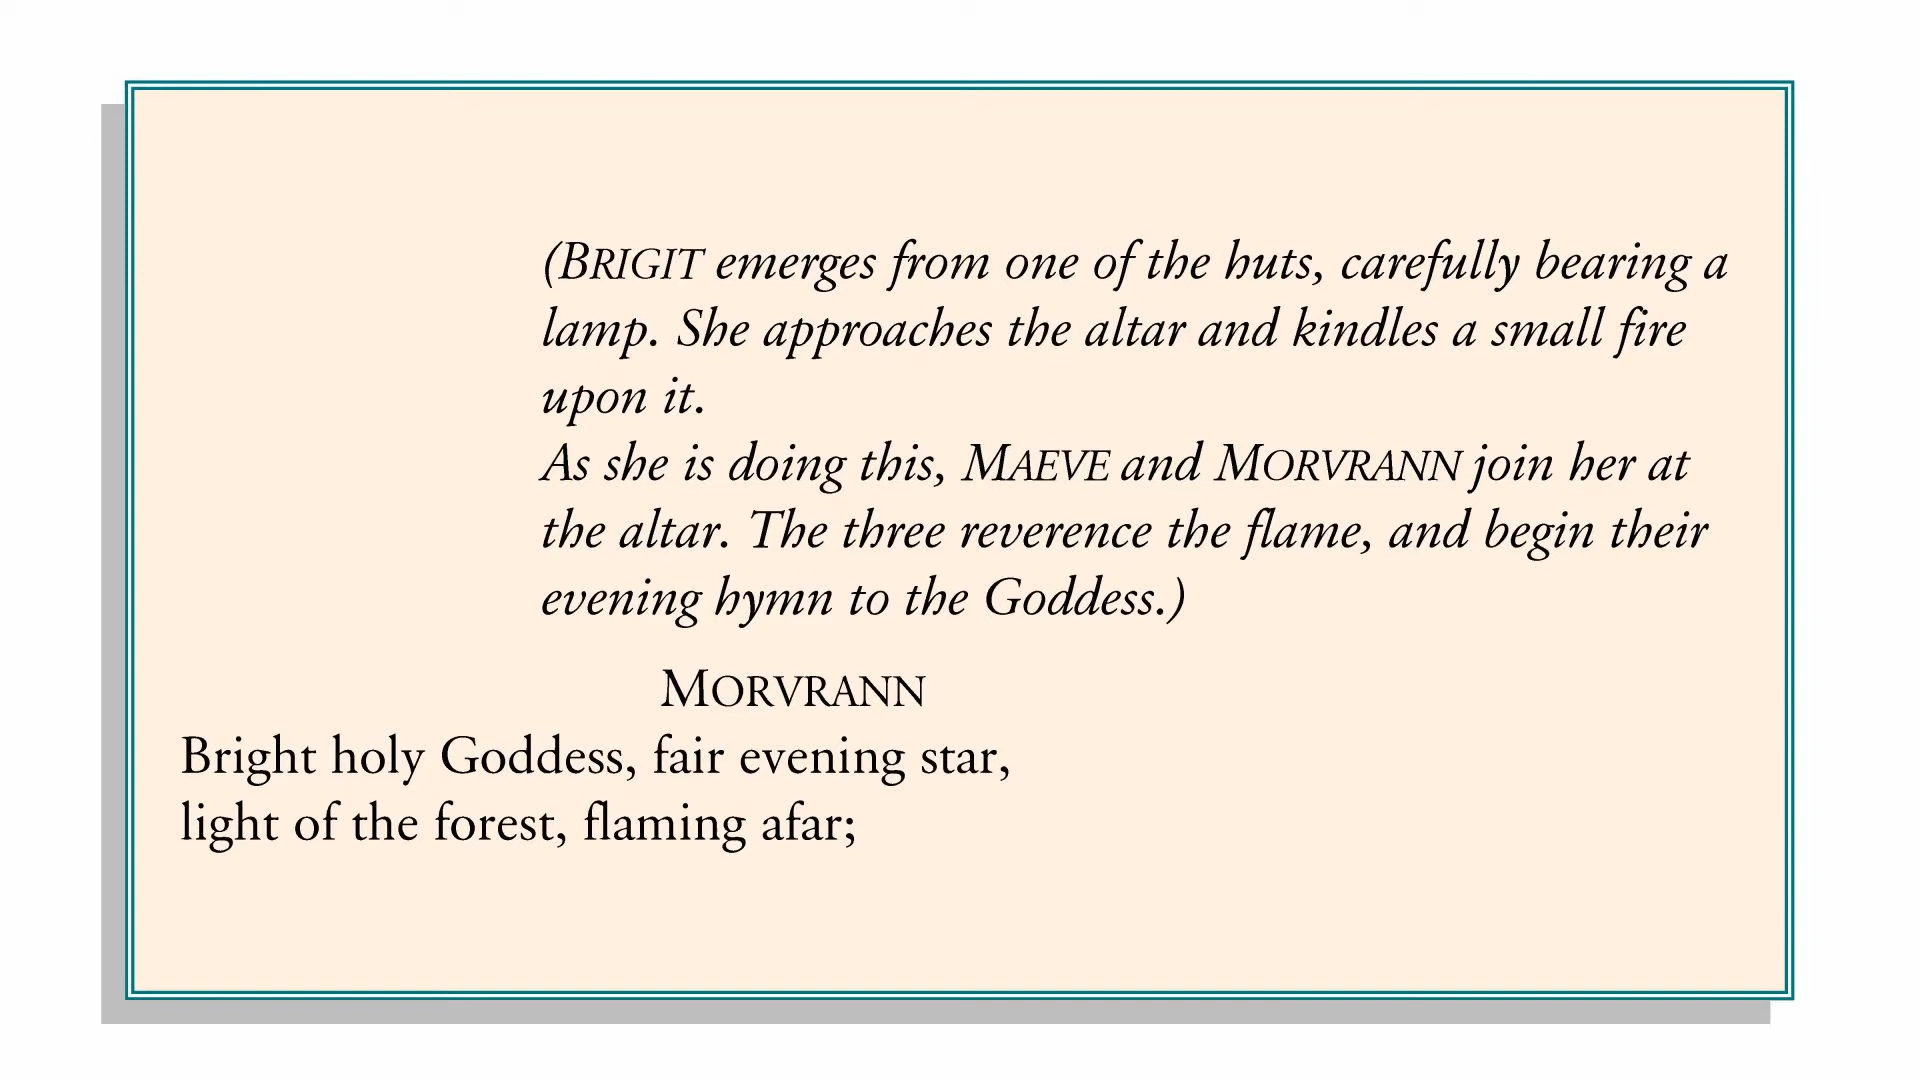 (BRIGIT emerges from one of the huts, carefully bearing a
lamp. She approaches the altar and kindles a small fire
upon it.
As she is doing this, MAEVE and MORVRANN join her at
the altar. The three reverence the flame, and begin their
evening hymn to the Goddess.)
MORVRANN
Bright holy Goddess, fair evening star,
light of the forest, flaming afar;